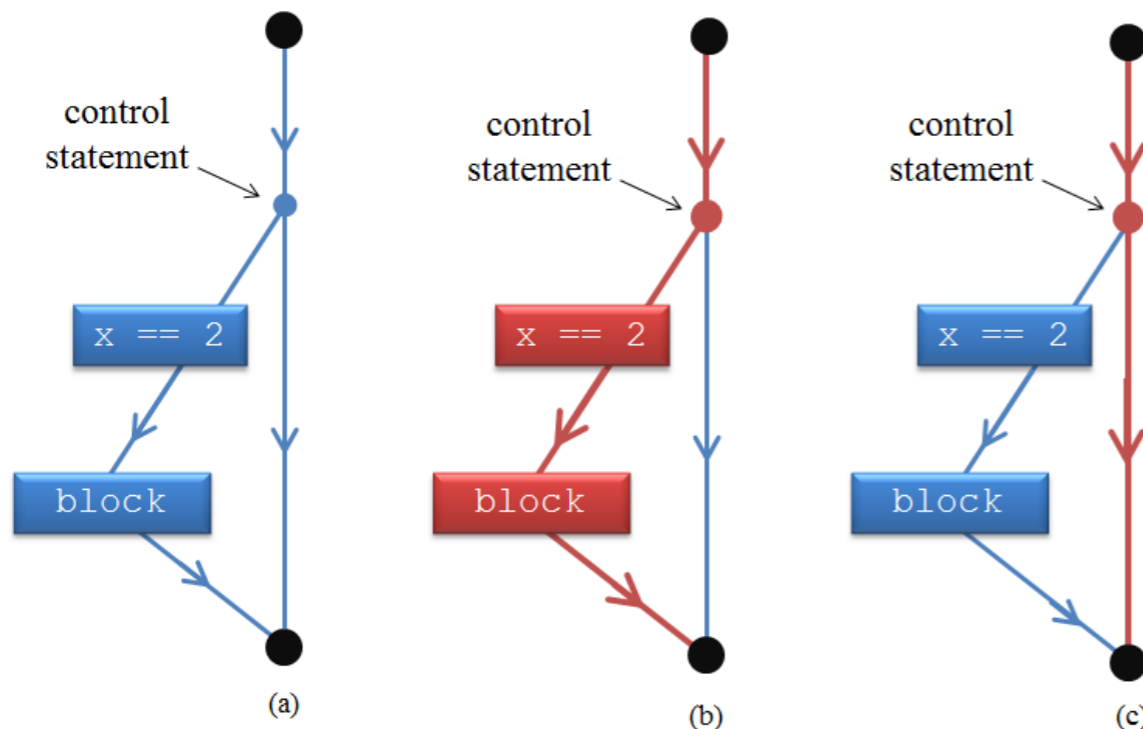 control
statement
x == 2
block
(a)
control
statement
x == 2
block
(b)
control
statement
x == 2
block
(c)